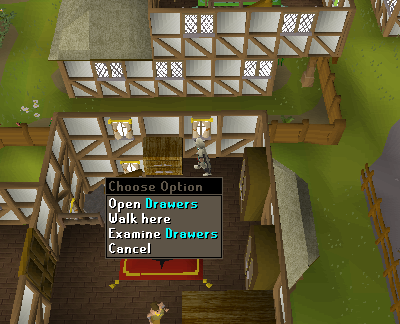 Choose Option
Open Drawers
Walk here
Examine Drawers
Cancel